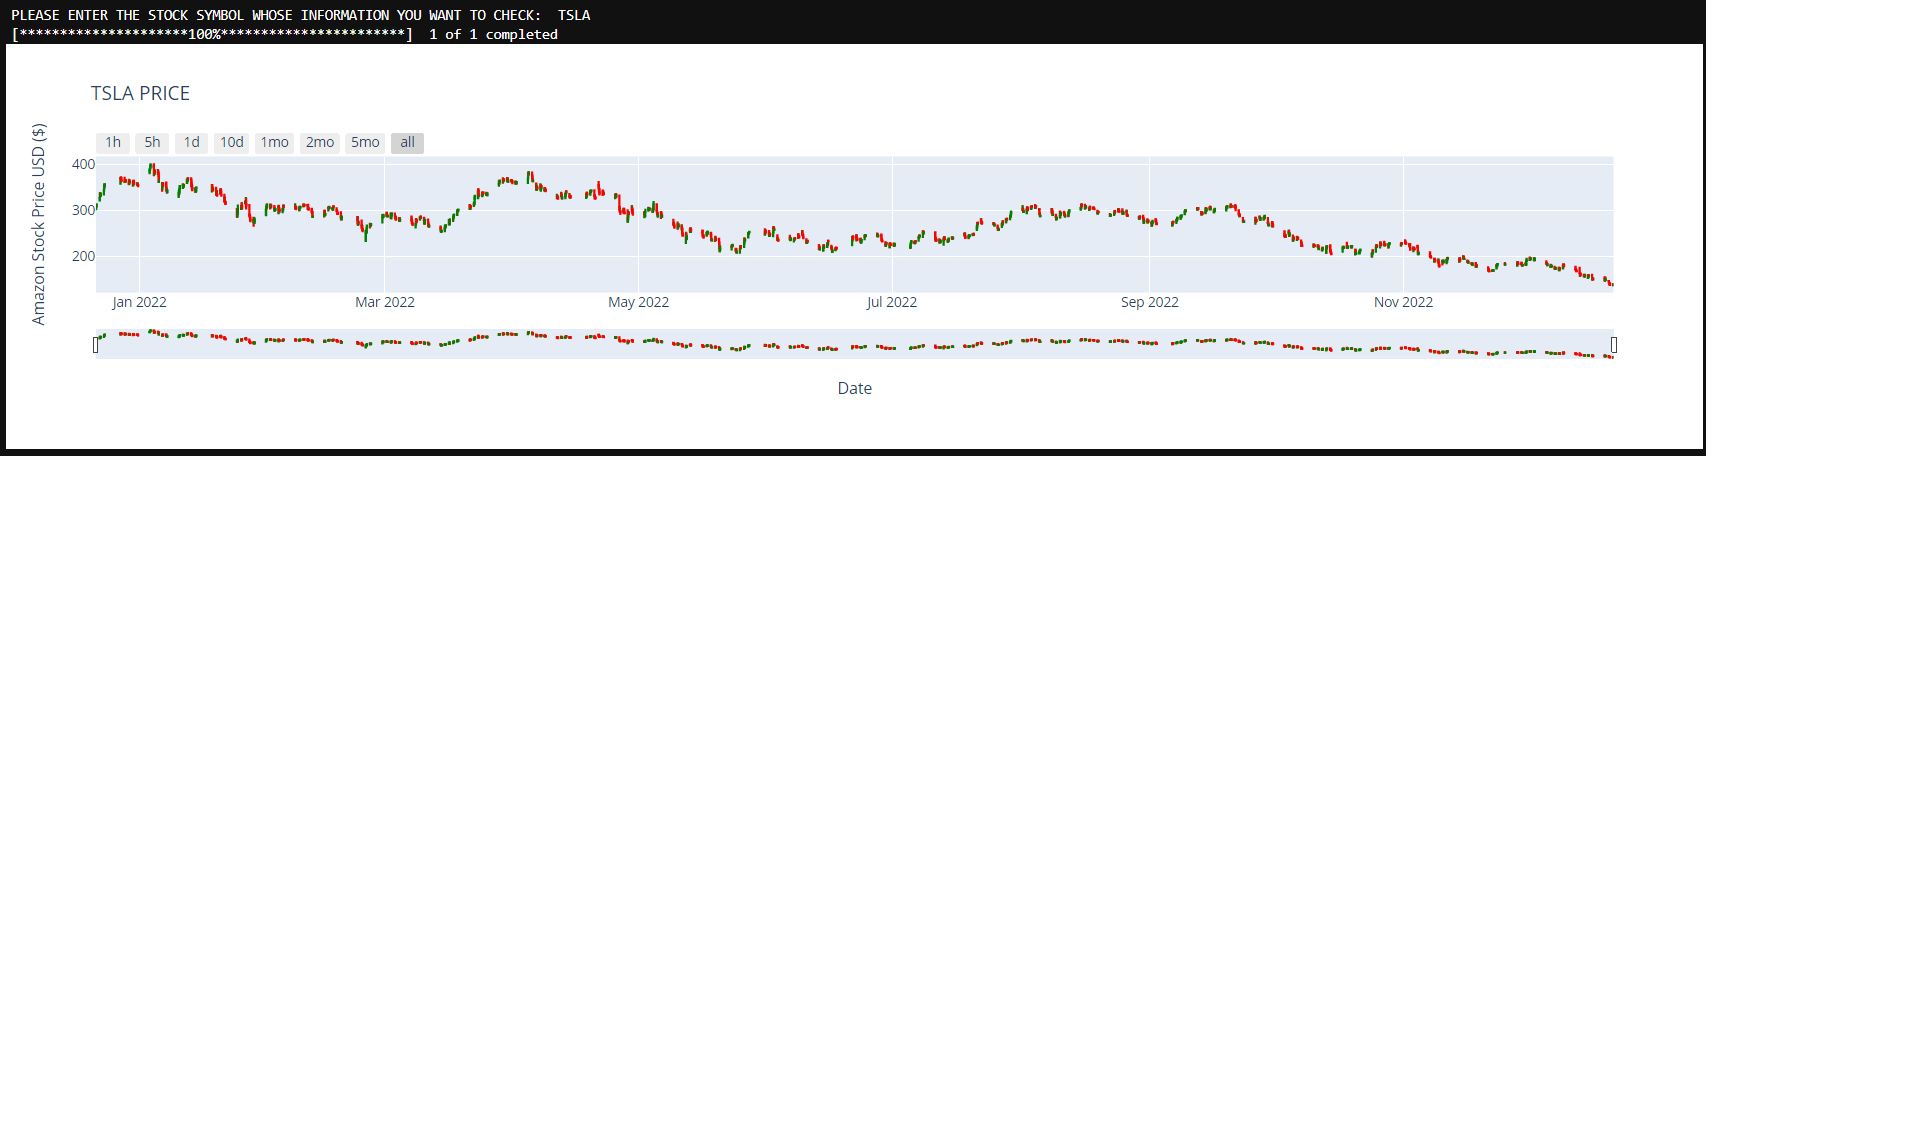 PLEASE ENTER THE STOCK SYMBOL WHOSE INFORMATION YOU WANT TO CHECK: TSLA
[*********************100%***********************] 1 of 1 completed
TSLA PRICE
1h 5h 1d 10d 1mo 2mo 5mo all
Amazon Stock Price USD ($)
400
300
200
Jan 2022 Mar 2022 May 2022 Jul 2022 Sep 2022 Nov 2022
Date